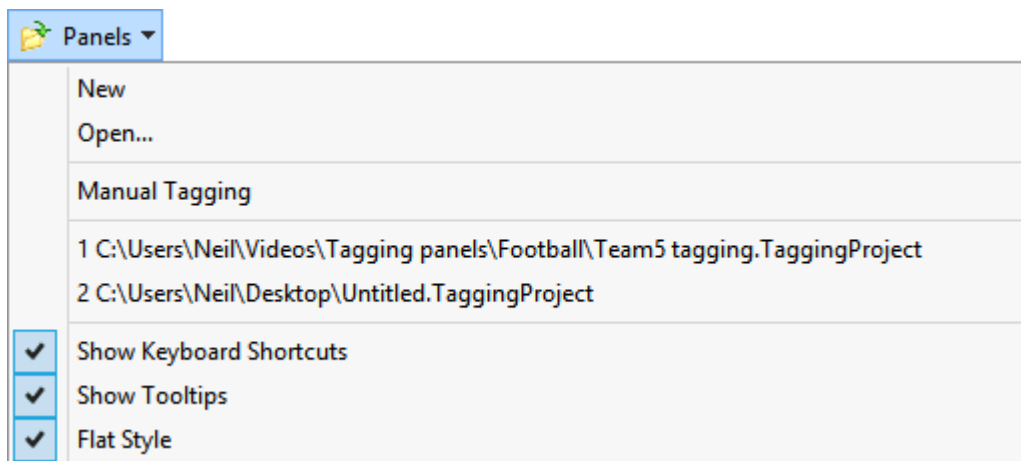 Panels
New
Open...
Manual Tagging
1 C:\Users\Neil\Videos\Tagging panels\Football\Team5 tagging.TaggingProject
2 C:\Users\Neil\Desktop\Untitled.TaggingProject
Show Keyboard Shortcuts
Show Tooltips
Flat Style